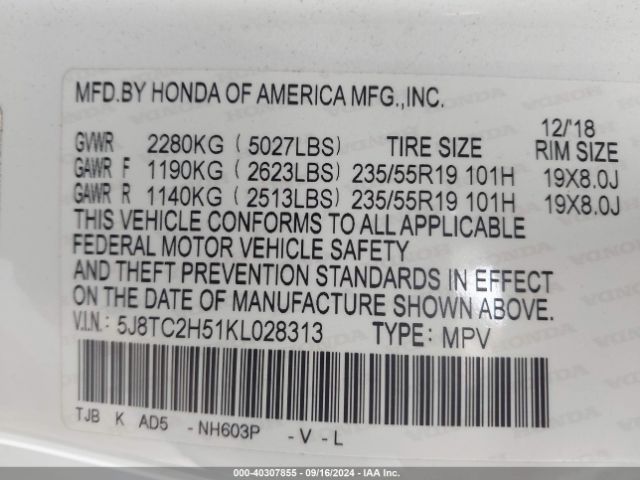 MFD.BY HONDA OF AMERICA MFG.,INC.
12/'18
GVWR 2280KG ( 5027LBS) TIRE SIZE RIM SIZE
GAWR F 1190KG ( 2623LBS) 235/55R19 101H 19X8.0J
GAWR R 1140KG ( 2513LBS) 235/55R19 101H 19X8.0J
THIS VEHICLE CONFORMS TO ALL APPLICABLE
FEDERAL MOTOR VEHICLE SAFETY
AND THEFT PREVENTION STANDARDS IN EFFECT
ON THE DATE OF MANUFACTURE SHOWN ABOVE.
V.I.N.: 5J8TC2H51KL028313 TYPE: MPV
TJB K AD5 -NH603P -V-L
000-40307855 - 09/16/2024 - IAA Inc.